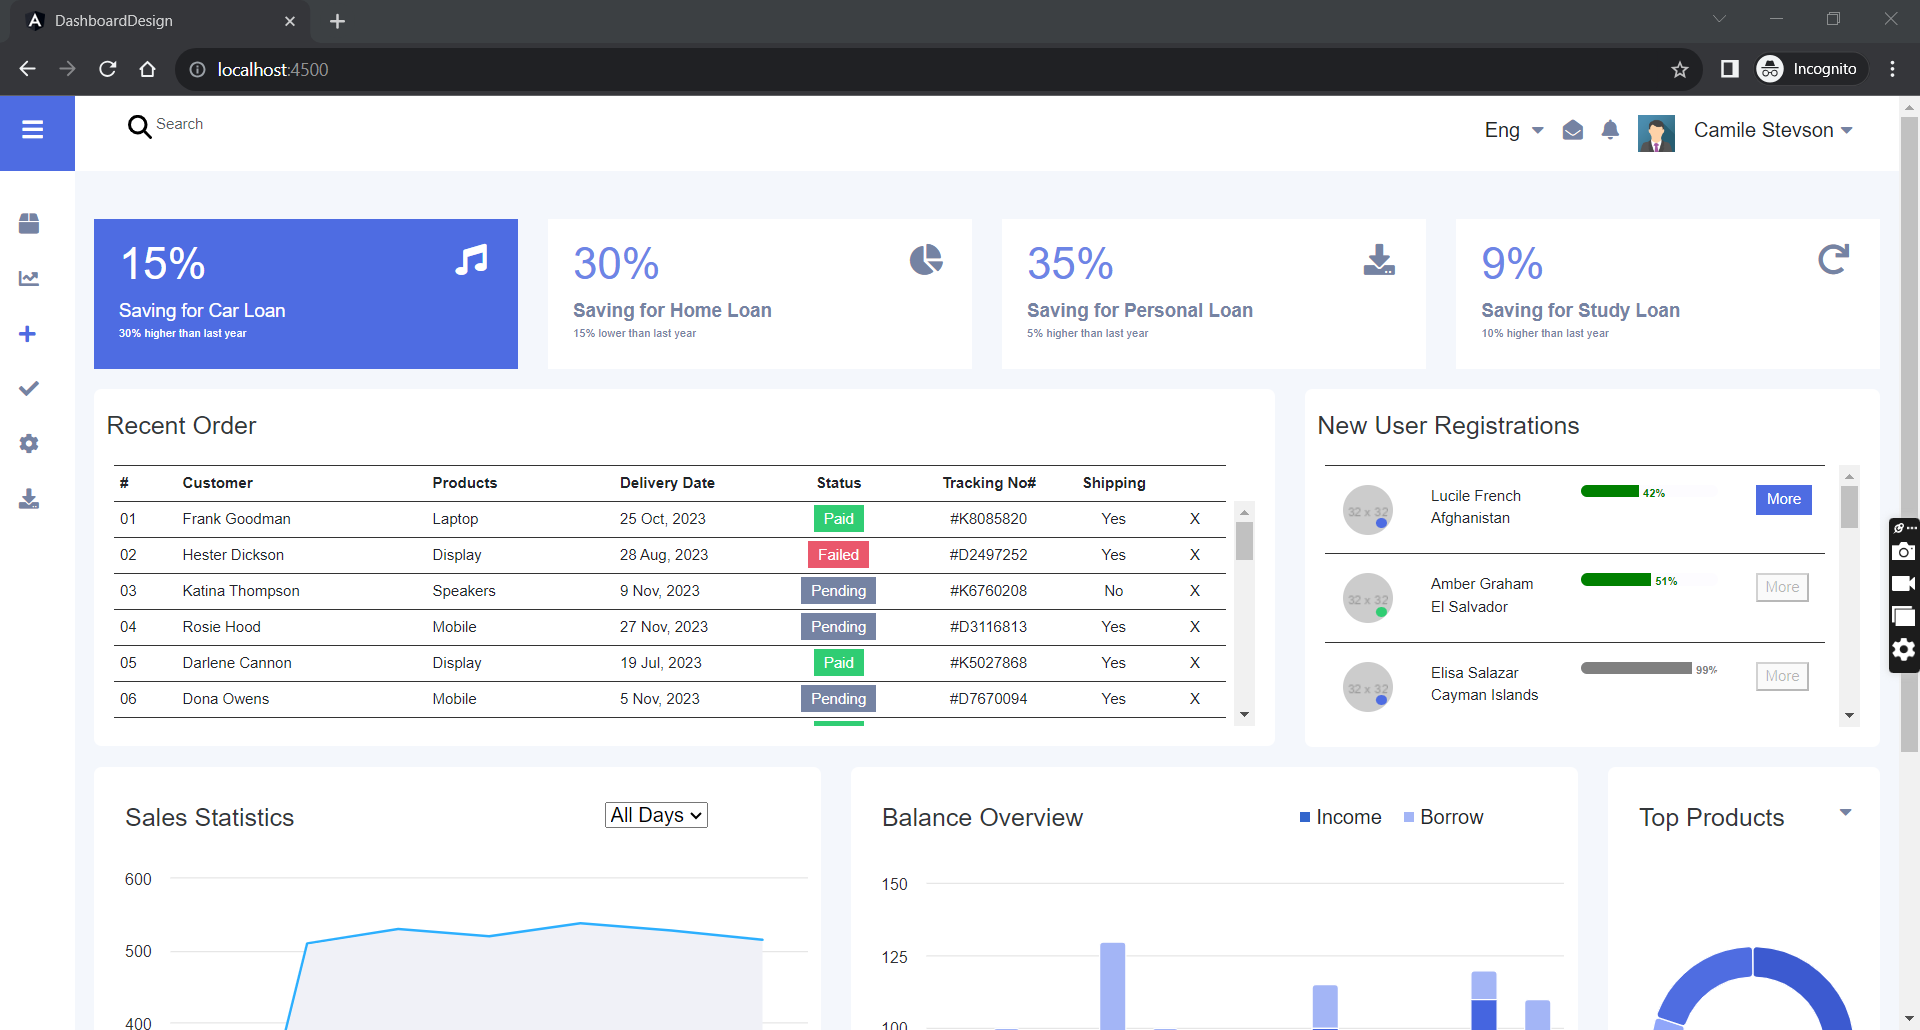 DashboardDesign
localhost:4500
Incognito
Search
Eng
Camile Stevson
15%
Saving for Car Loan
30% higher than last year
30%
Saving for Home Loan
15% lower than last year
35%
Saving for Personal Loan
5% higher than last year
9%
Saving for Study Loan
10% higher than last year
Recent Order
# Customer Products Delivery Date Status Tracking No# Shipping
01 Frank Goodman Laptop 25 Oct, 2023 Paid #K8085820 Yes X
02 Hester Dickson Display 28 Aug, 2023 Failed #D2497252 Yes X
03 Katina Thompson Speakers 9 Nov, 2023 Pending #K6760208 No X
04 Rosie Hood Mobile 27 Nov, 2023 Pending #D3116813 Yes X
05 Darlene Cannon Display 19 Jul, 2023 Paid #K5027868 Yes X
06 Dona Owens Mobile 5 Nov, 2023 Pending #D7670094 Yes X
New User Registrations
32 x 32
Lucile French
Afghanistan
42%
More
32 x 32
Amber Graham
El Salvador
51%
More
32 x 32
Elisa Salazar
Cayman Islands
99%
More
Sales Statistics
All Days
600
500
400
Balance Overview
Income
Borrow
150
125
100
Top Products